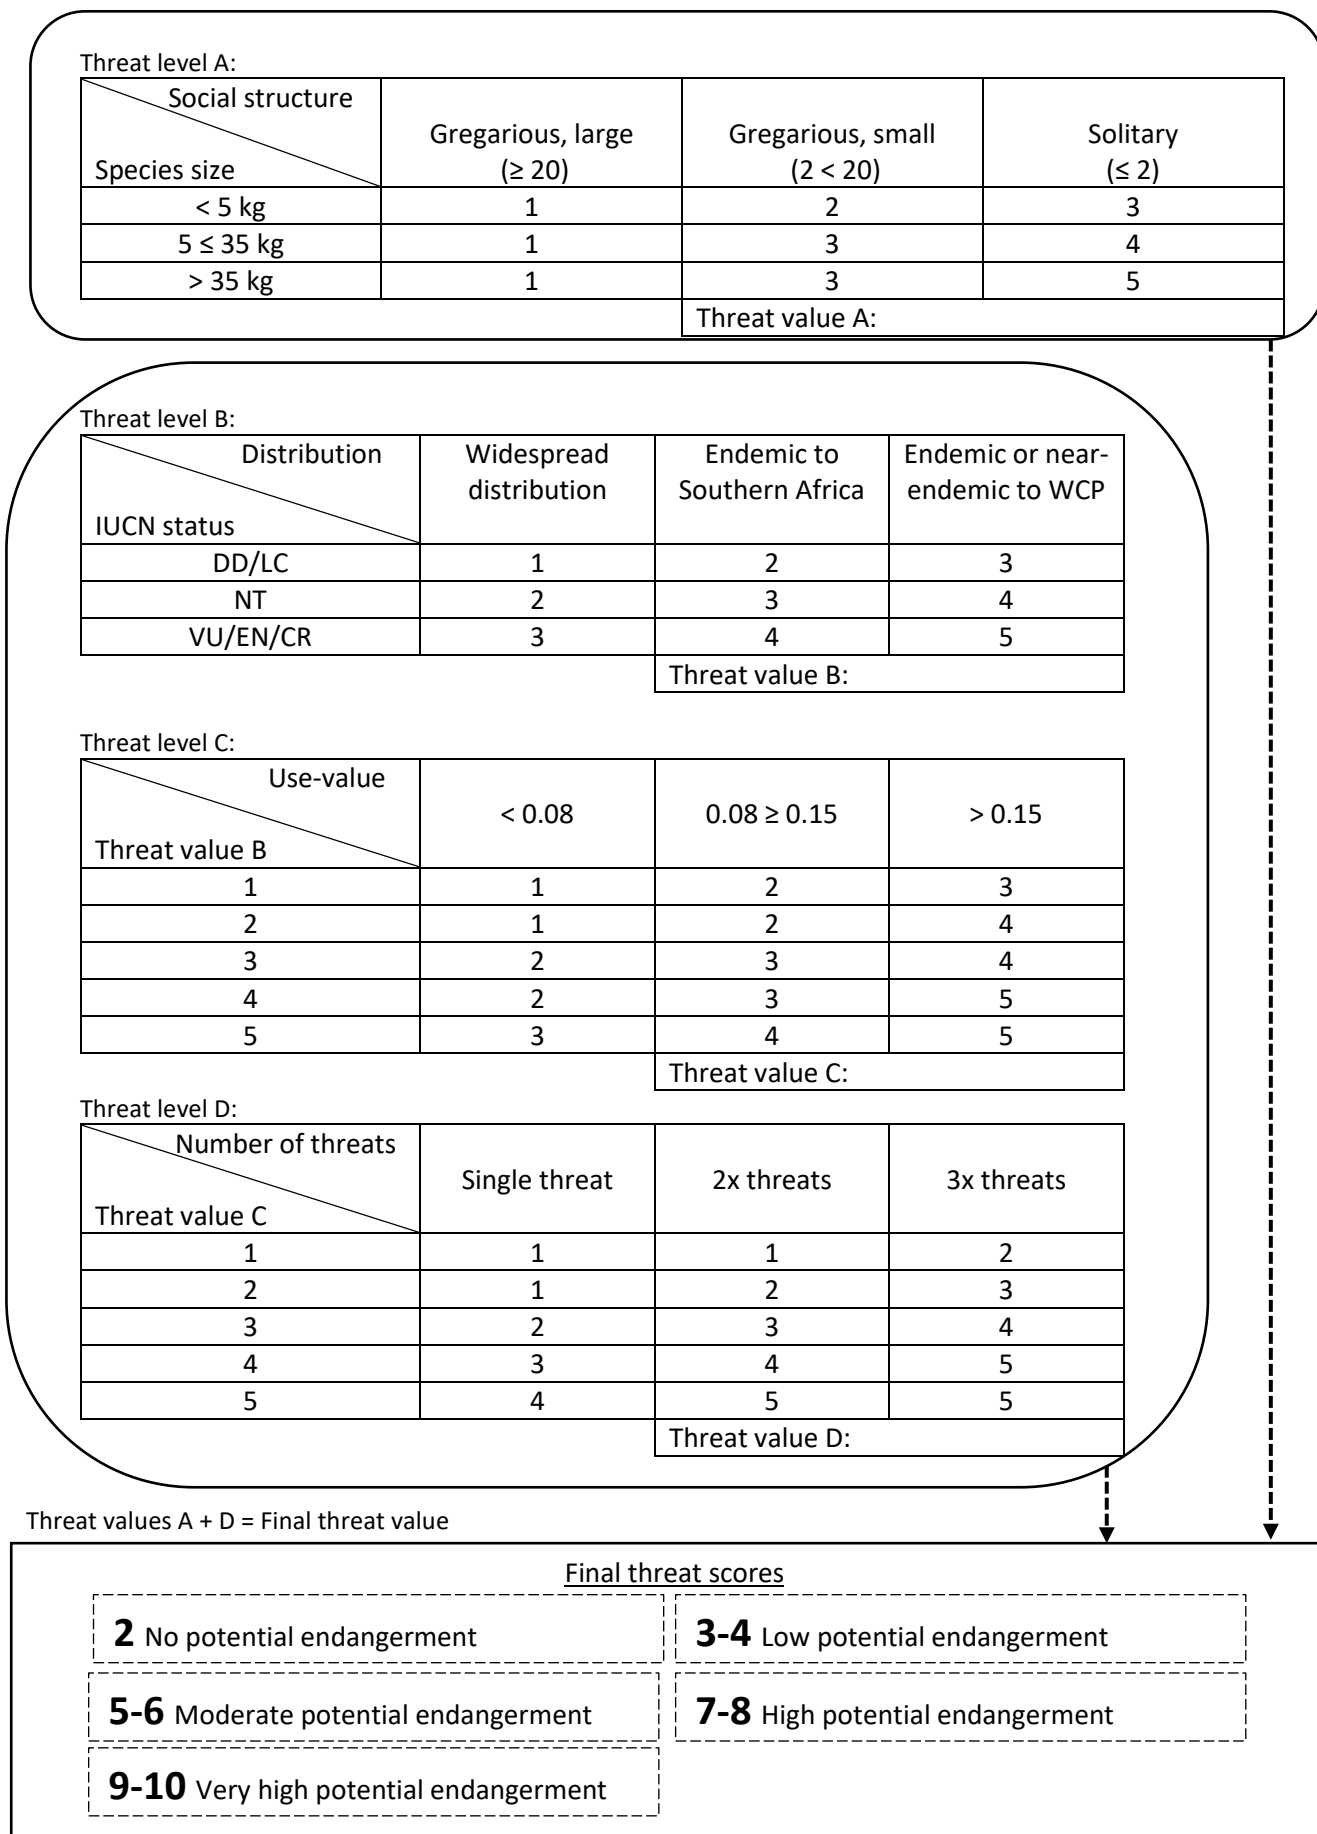 Threat level A:
Social structure
Species size
Gregarious, large
(≥ 20)
Gregarious, small
(2 < 20)
Solitary
(≤ 2)
< 5 kg 1 2 3
5 ≤ 35 kg 1 3 4
> 35 kg 1 3 5
Threat value A:
Threat level B:
Distribution
IUCN status
Widespread
distribution
Endemic to
Southern Africa
Endemic or near-
endemic to WCP
DD/LC 1 2 3
NT 2 3 4
VU/EN/CR 3 4 5
Threat value B:
Threat level C:
Use-value
Threat value B
< 0.08 0.08 ≥ 0.15 > 0.15
1 1 2 3
2 1 2 4
3 2 3 4
4 2 3 5
5 3 4 5
Threat value C:
Threat level D:
Number of threats
Threat value C
Single threat 2x threats 3x threats
1 1 1 2
2 1 2 3
3 2 3 4
4 3 4 5
5 4 5 5
Threat value D:
Threat values A + D = Final threat value
Final threat scores
2 No potential endangerment
3-4 Low potential endangerment
5-6 Moderate potential endangerment
7-8 High potential endangerment
9-10 Very high potential endangerment